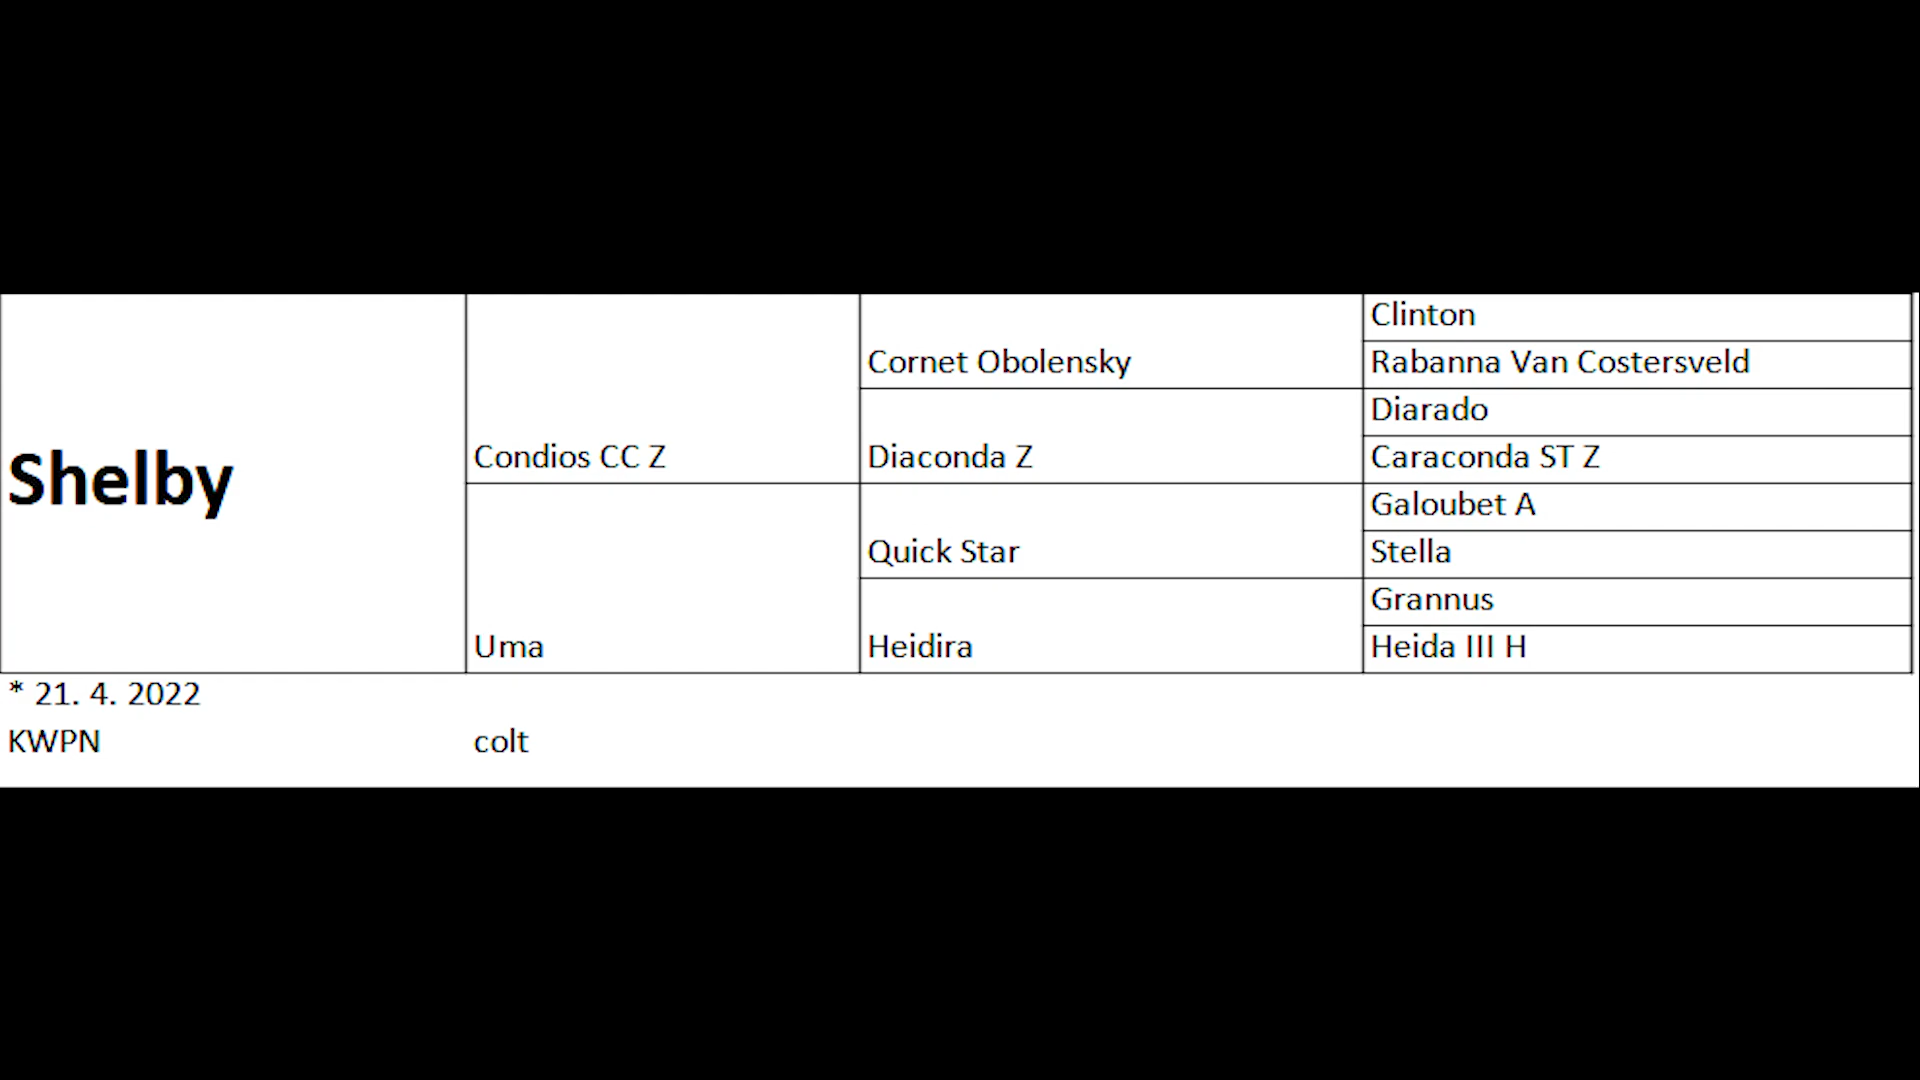 Shelby
Condios CC Z
Uma
Cornet Obolensky
Diaconda Z
Quick Star
Heidira
Clinton
Rabanna Van Costersveld
Diarado
Caraconda ST Z
Galoubet A
Stella
Grannus
Heida III H
* 21. 4. 2022
KWPN colt